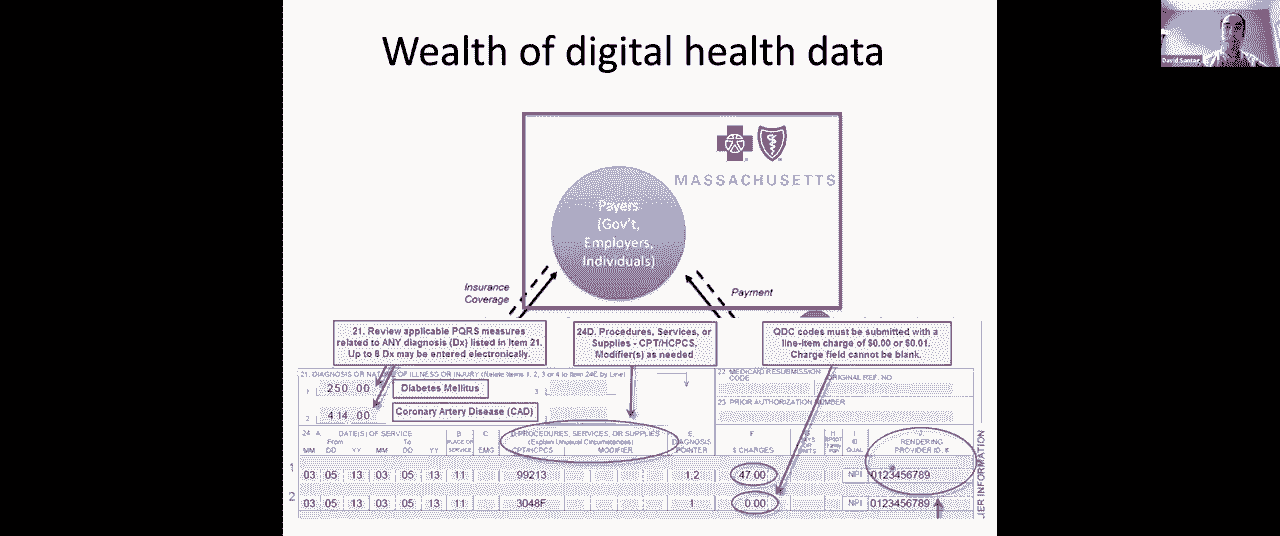 Wealth of digital health data
David Sontag
MASSACHUSETTS
Payers
(Gov't,
Employers,
Individuals)
Insurance
Coverage
Payment
21. Review applicable PQRS measures
related to ANY diagnosis (Dx) listed in Item 21.
Up to 8 Dx may be entered electronically.
24D. Procedures, Services, or
Supplies - CPT/HCPCS,
Modifier(s) as needed
QDC codes must be submitted with a
line-item charge of $0.00 or $0.01.
Charge field cannot be blank.
21. DIAGNOSIS OR NATURE OF ILLNESS OR INJURY (Relate Items 1, 2, 3 or 4 to Item 24E by Line)
22. MEDICAID RESUBMISSION
CODE ORIGINAL REF. NO
1 250 00 Diabetes Mellitus 3
2 414 00 Coronary Artery Disease (CAD)
23. PRIOR AUTHORIZATION NUMBER
24 A. DATE(S) OF SERVICE B C D. PROCEDURES, SERVICES, OR SUPPLIES E. F H I J
From To PLACE OF (Explain Unusual Circumstances) DIAGNOSIS ID RENDERING
MM DD YY MM DD YY SERVICE EMG CPT/HCPCS MODIFIER POINTER $ CHARGES QUAL PROVIDER ID. #
1 03 05 13 03 05 13 11 99213 1,2 47 00 NPI 0123456789
2 03 05 13 03 05 13 11 3048F 1 0.00 NPI 0123456789
IER INFORMATION